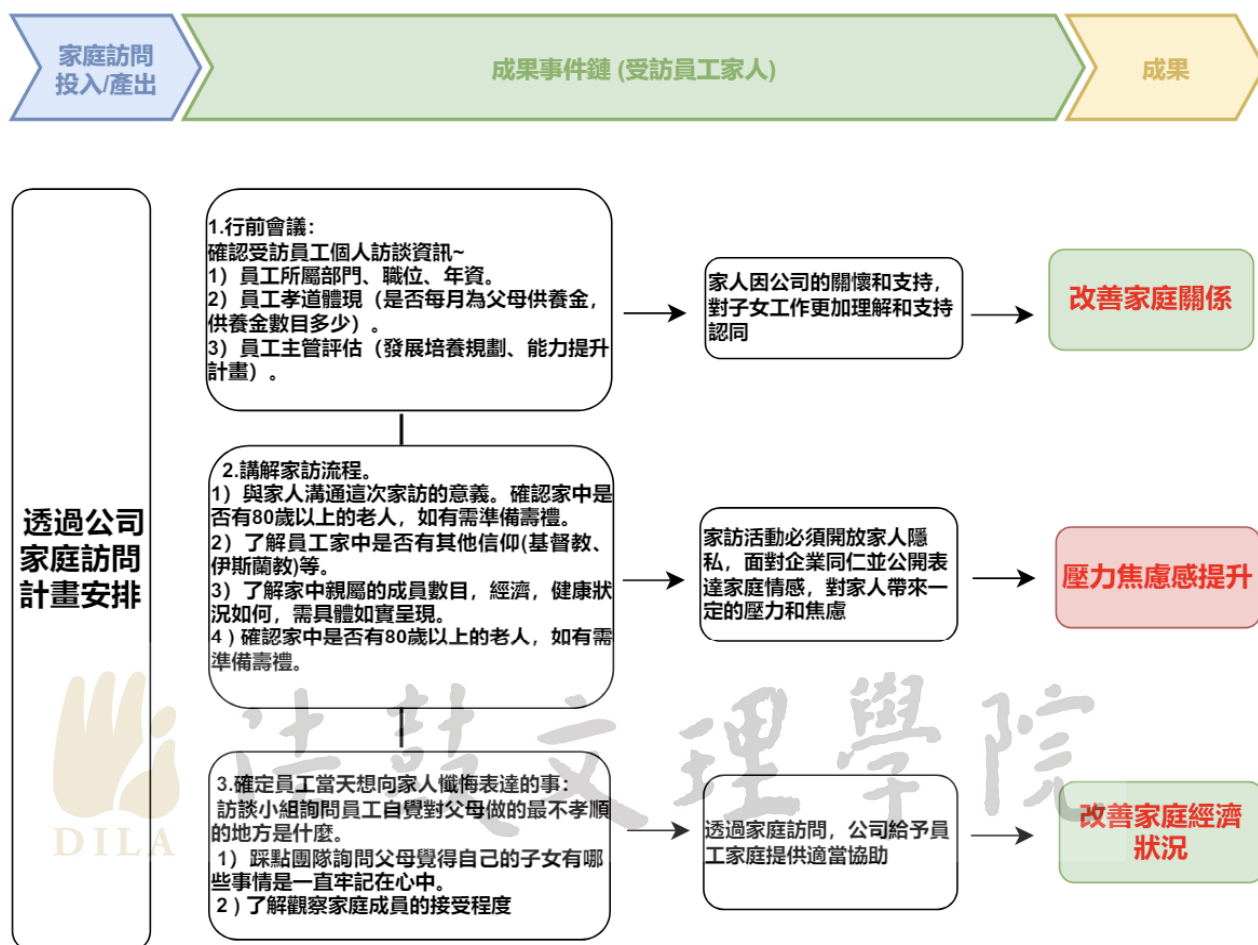 家庭訪問
投入/產出
成果事件鏈 (受訪員工家人)
成果
透過公司
家庭訪問
計畫安排
1.行前會議：
確認受訪員工個人訪談資訊~
1）員工所屬部門、職位、年資。
2）員工孝道體現（是否每月為父母供養金，
供養金數目多少）。
3）員工主管評估（發展培養規劃、能力提升
計畫）。
家人因公司的關懷和支持，
對子女工作更加理解和支持
認同
改善家庭關係
2.講解家訪流程。
1）與家人溝通這次家訪的意義。確認家中是
否有80歲以上的老人，如有需準備壽禮。
2）了解員工家中是否有其他信仰(基督教、
伊斯蘭教)等。
3）了解家中親屬的成員數目，經濟，健康狀
況如何，需具體如實呈現。
4 ) 確認家中是否有80歲以上的老人，如有需
準備壽禮。
家訪活動必須開放家人隱
私，面對企業同仁並公開表
達家庭情感，對家人帶來一
定的壓力和焦慮
壓力焦慮感提升
3.確定員工當天想向家人懺悔表達的事：
訪談小組詢問員工自覺對父母做的最不孝順
的地方是什麼。
1）踩點團隊詢問父母覺得自己的子女有哪
些事情是一直牢記在心中。
2 ) 了解觀察家庭成員的接受程度
透過家庭訪問，公司給予員
工家庭提供適當協助
改善家庭經濟
狀況
法鼓文理學院
DILA